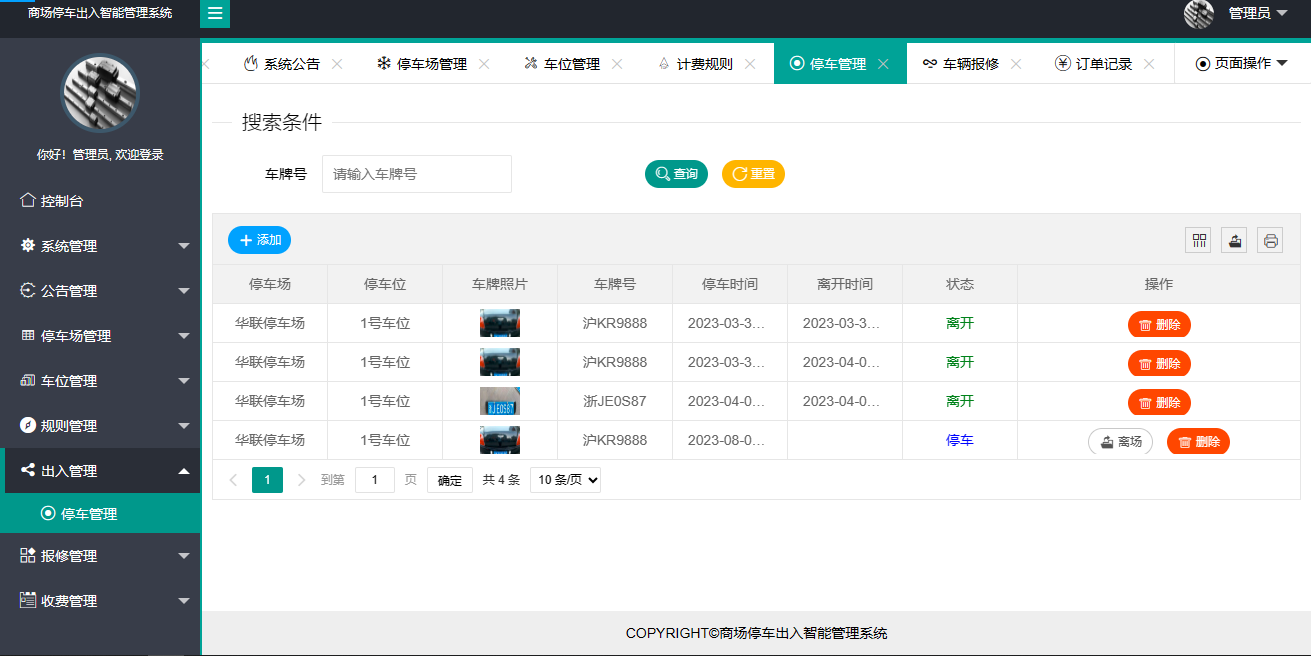 商场停车出入智能管理系统
管理员
你好！管理员, 欢迎登录
控制台
系统管理
公告管理
停车场管理
车位管理
规则管理
出入管理
停车管理
报修管理
收费管理
系统公告 停车场管理 车位管理 计费规则 停车管理 车辆报修 订单记录 页面操作
搜索条件
车牌号 请输入车牌号 查询 重置
添加
停车场 停车位 车牌照片 车牌号 停车时间 离开时间 状态 操作
华联停车场 1号车位 沪KR9888 2023-03-3... 2023-03-3... 离开 删除
华联停车场 1号车位 沪KR9888 2023-03-3... 2023-04-0... 离开 删除
华联停车场 1号车位 浙JE0S87 2023-04-0... 2023-04-0... 离开 删除
华联停车场 1号车位 沪KR9888 2023-08-0... 停车 离场 删除
1 到第 1 页 确定 共 4 条 10 条/页
COPYRIGHT©商场停车出入智能管理系统